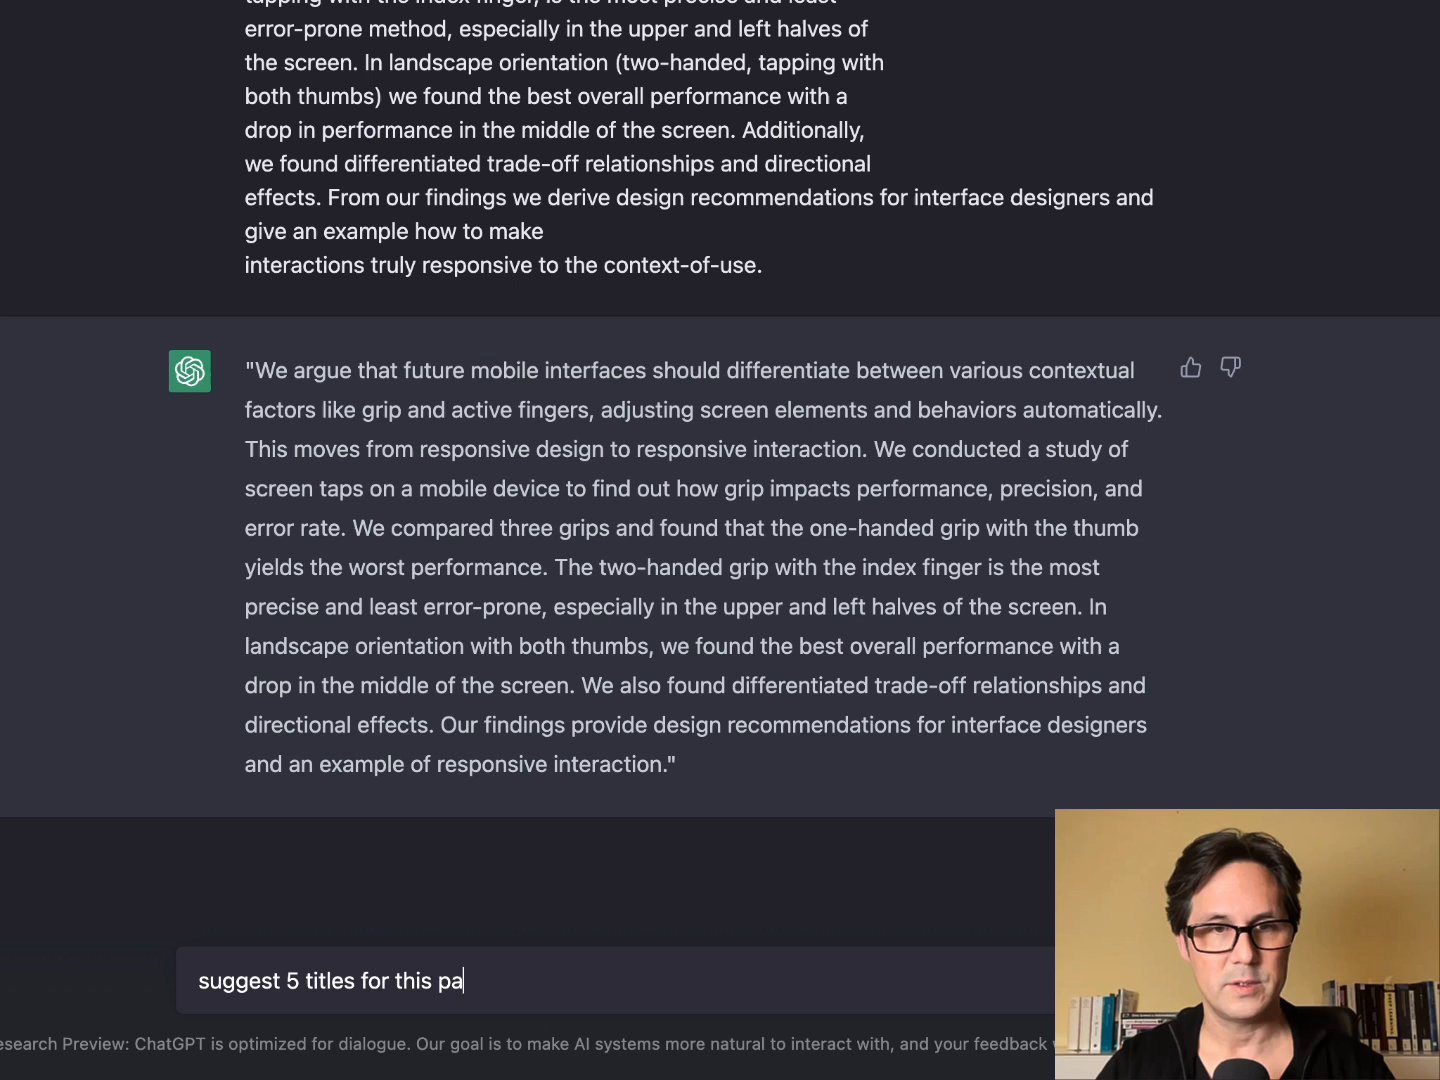 error-prone method, especially in the upper and left halves of
the screen. In landscape orientation (two-handed, tapping with
both thumbs) we found the best overall performance with a
drop in performance in the middle of the screen. Additionally,
we found differentiated trade-off relationships and directional
effects. From our findings we derive design recommendations for interface designers and
give an example how to make
interactions truly responsive to the context-of-use.
"We argue that future mobile interfaces should differentiate between various contextual
factors like grip and active fingers, adjusting screen elements and behaviors automatically.
This moves from responsive design to responsive interaction. We conducted a study of
screen taps on a mobile device to find out how grip impacts performance, precision, and
error rate. We compared three grips and found that the one-handed grip with the thumb
yields the worst performance. The two-handed grip with the index finger is the most
precise and least error-prone, especially in the upper and left halves of the screen. In
landscape orientation with both thumbs, we found the best overall performance with a
drop in the middle of the screen. We also found differentiated trade-off relationships and
directional effects. Our findings provide design recommendations for interface designers
and an example of responsive interaction."
suggest 5 titles for this pa
esearch Preview: ChatGPT is optimized for dialogue. Our goal is to make AI systems more natural to interact with, and your feedback